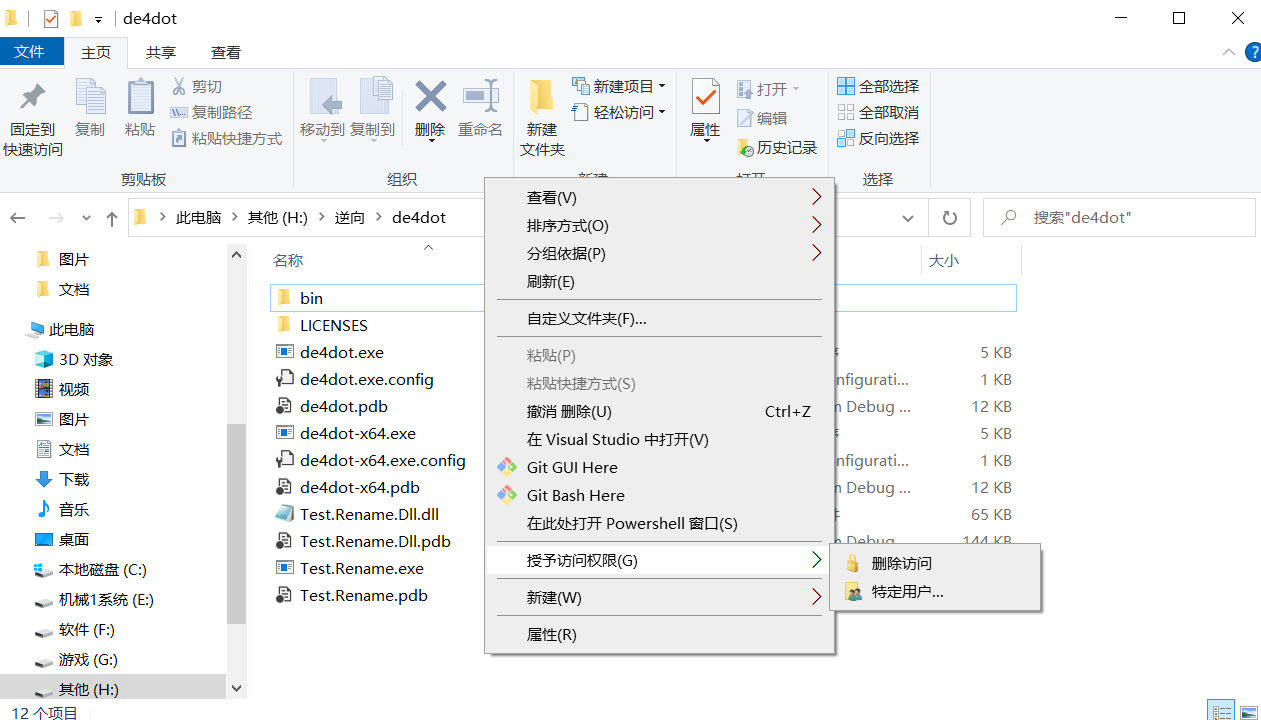 de4dot
文件 主页 共享 查看
固定到
快速访问
复制
粘贴
剪切
复制路径
粘贴快捷方式
剪贴板
移动到
复制到
删除
重命名
组织
新建
文件夹
新建项目
轻松访问
新建
属性
打开
编辑
历史记录
打开
全部选择
全部取消
反向选择
选择
此电脑 其他 (H:) 逆向 de4dot
搜索"de4dot"
图片
文档
此电脑
3D 对象
视频
图片
文档
下载
音乐
桌面
本地磁盘 (C:)
机械1系统 (E:)
软件 (F:)
游戏 (G:)
其他 (H:)
名称 大小
bin
LICENSES
de4dot.exe 5 KB
de4dot.exe.config nfigurati... 1 KB
de4dot.pdb n Debug ... 12 KB
de4dot-x64.exe 5 KB
de4dot-x64.exe.config nfigurati... 1 KB
de4dot-x64.pdb n Debug ... 12 KB
Test.Rename.Dll.dll 65 KB
Test.Rename.Dll.pdb n Debug 144 KB
Test.Rename.exe
Test.Rename.pdb
查看(V)
排序方式(O)
分组依据(P)
刷新(E)
自定义文件夹(F)...
粘贴(P)
粘贴快捷方式(S)
撤消 删除(U) Ctrl+Z
在 Visual Studio 中打开(V)
Git GUI Here
Git Bash Here
在此处打开 Powershell 窗口(S)
授予访问权限(G)
新建(W)
属性(R)
删除访问
特定用户...
12 个项目